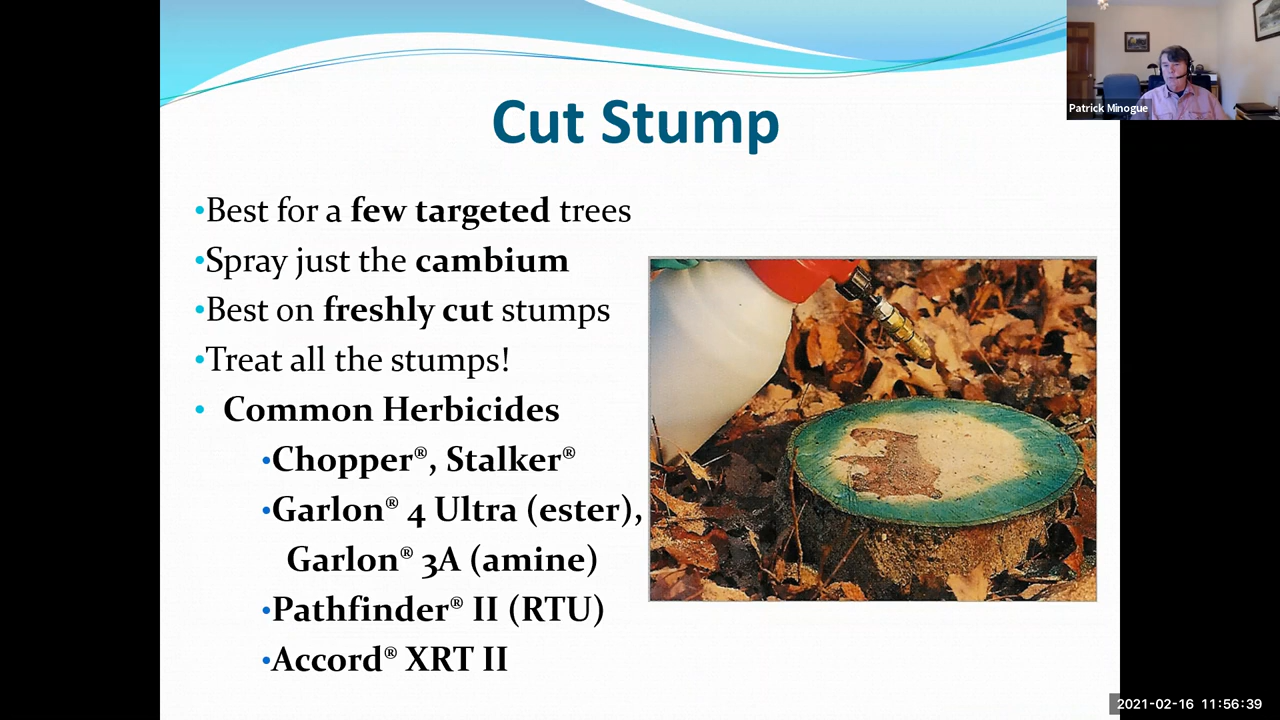 Cut Stump
Patrick Minogue
•Best for a few targeted trees
•Spray just the cambium
•Best on freshly cut stumps
•Treat all the stumps!
• Common Herbicides
•Chopper®, Stalker®
•Garlon® 4 Ultra (ester),
Garlon® 3A (amine)
•Pathfinder® II (RTU)
•Accord® XRT II
2021-02-16 11:56:39